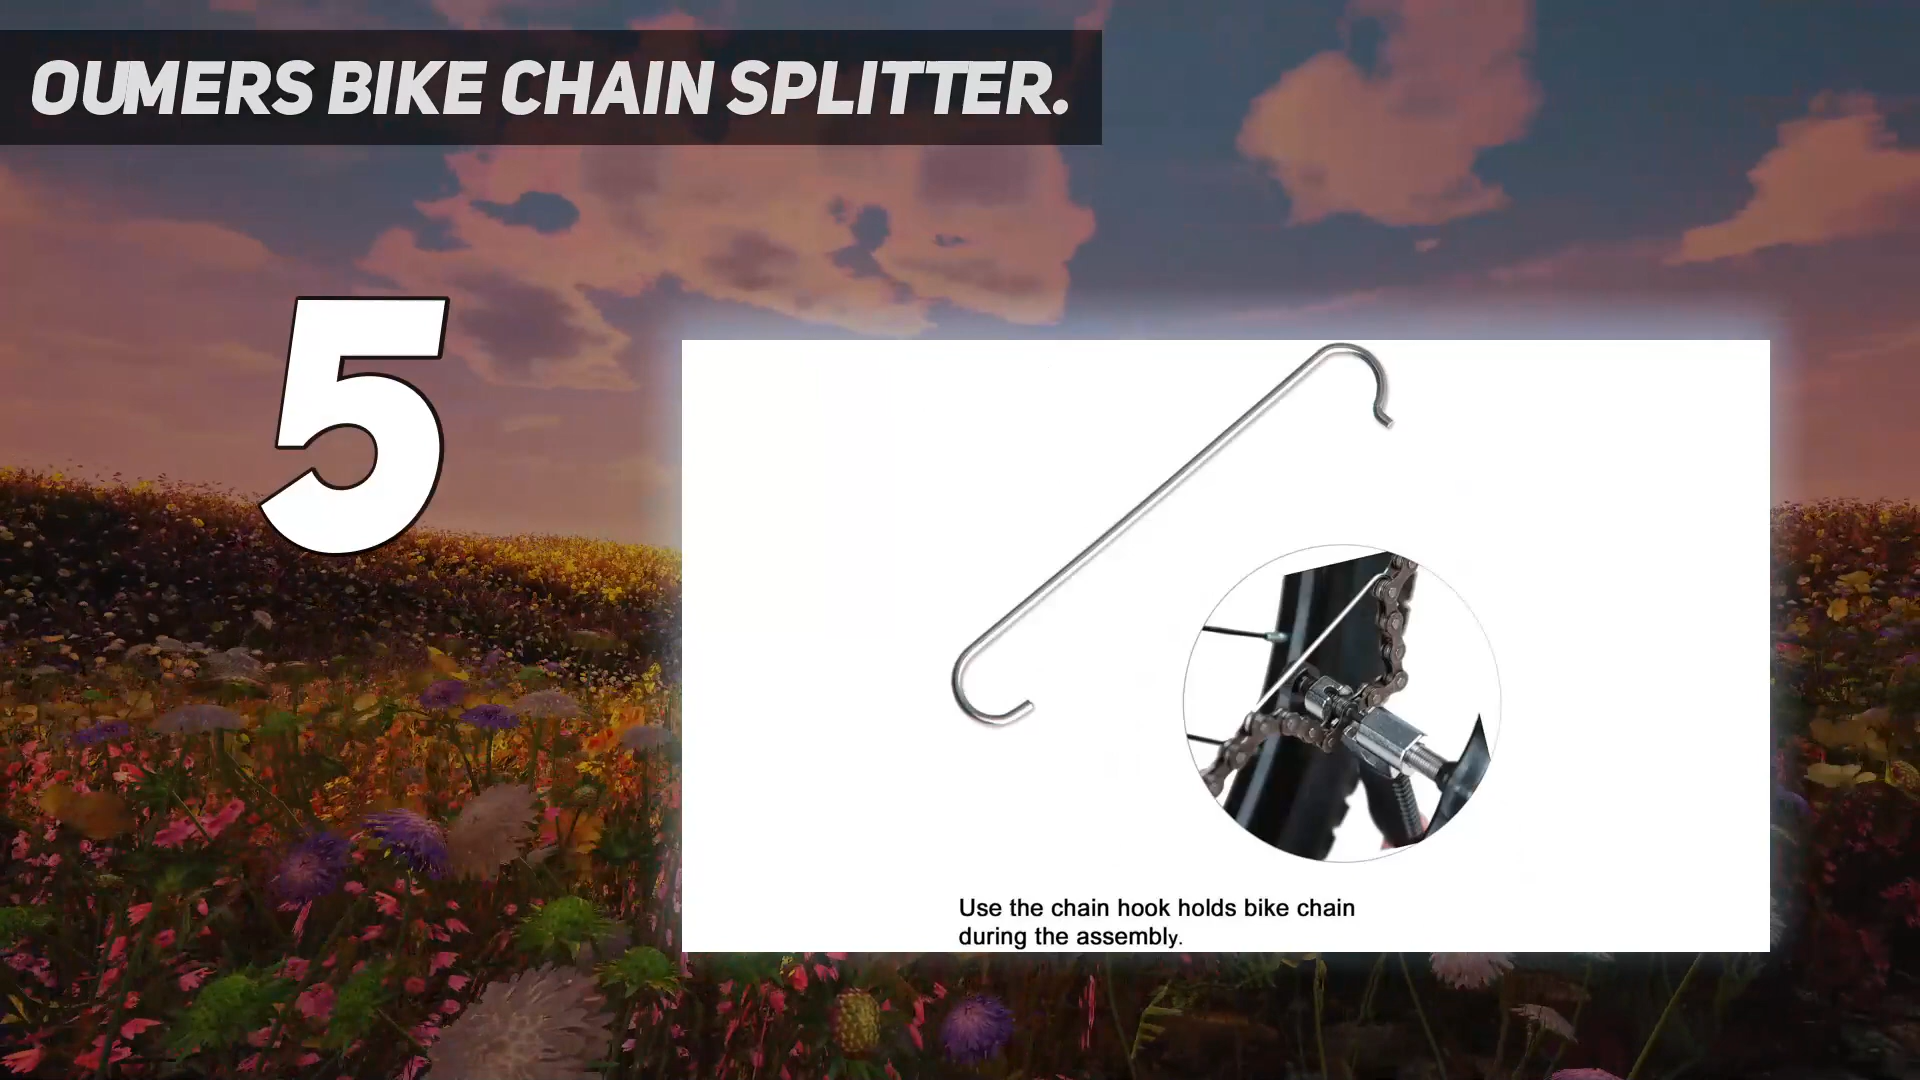 OUMERS BIKE CHAIN SPLITTER.
5
Use the chain hook holds bike chain
during the assembly.